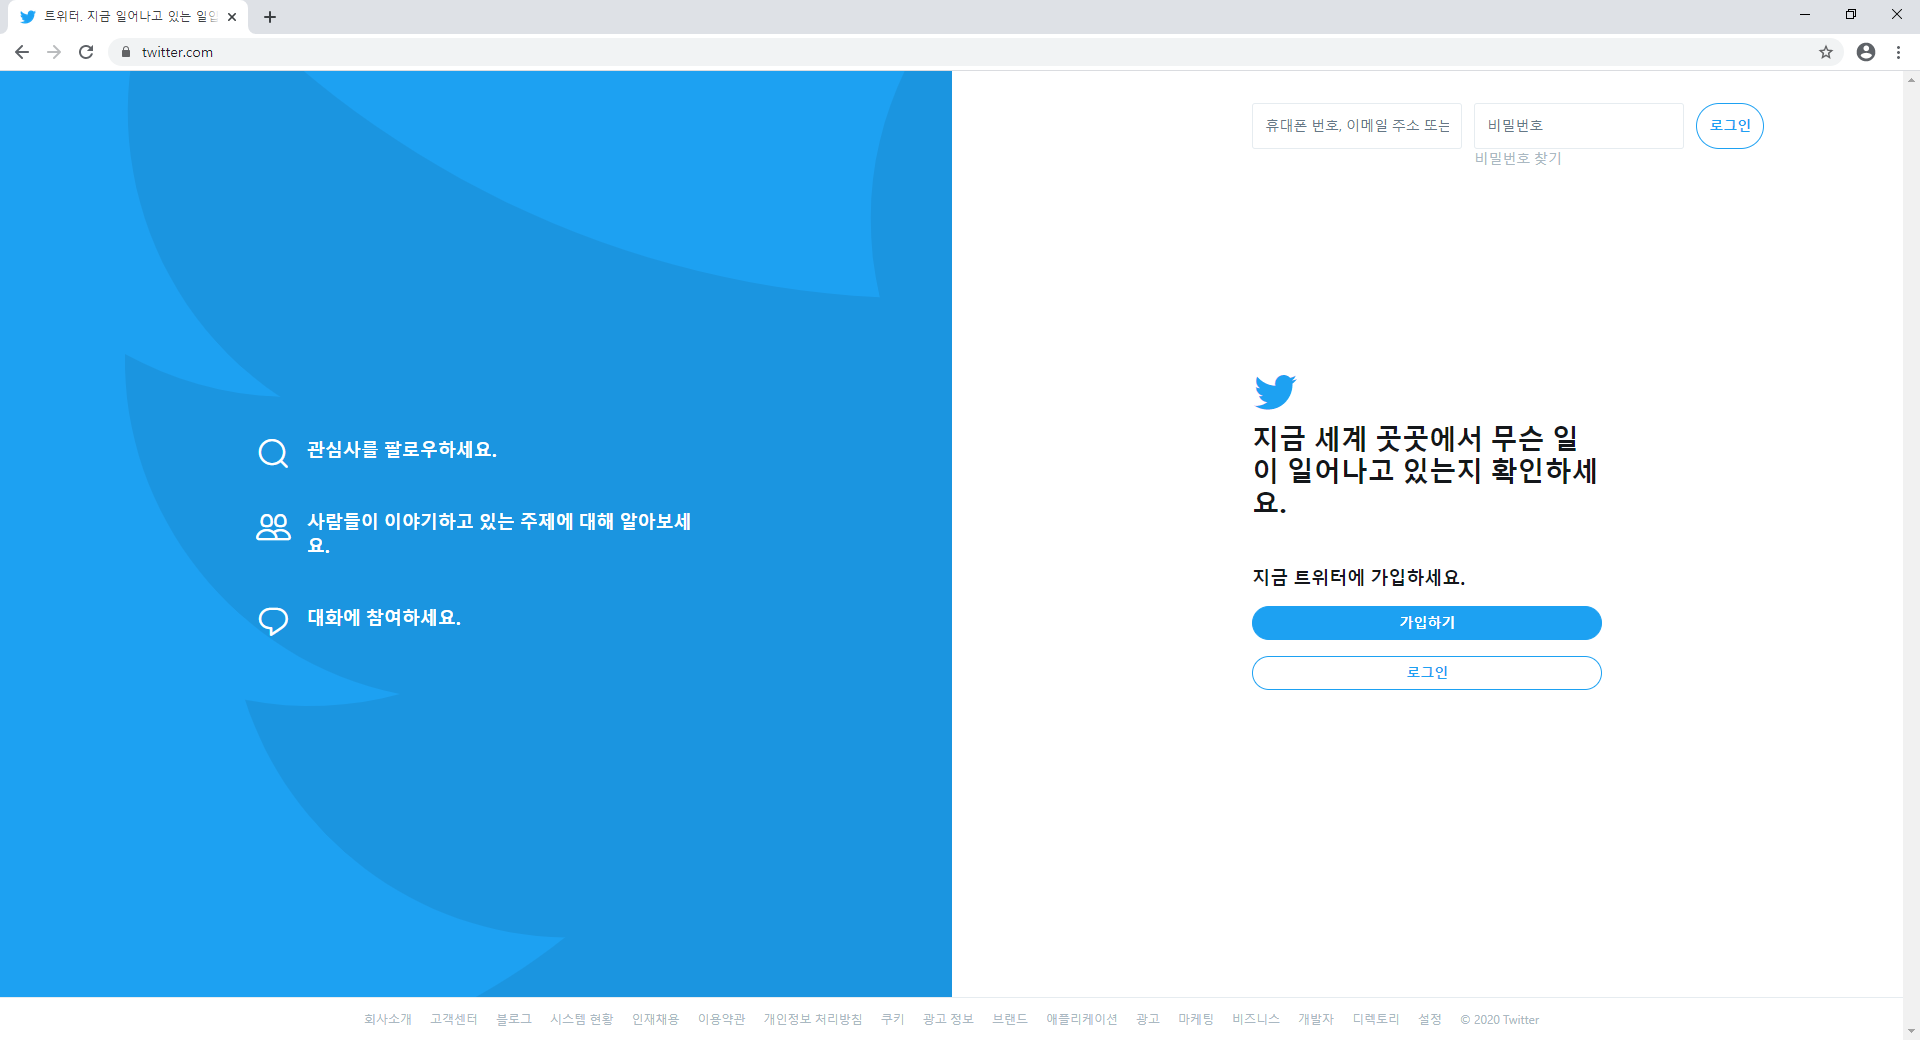 트위터. 지금 일어나고 있는 일입
twitter.com
휴대폰 번호, 이메일 주소 또는
비밀번호
로그인
비밀번호 찾기
관심사를 팔로우하세요.
사람들이 이야기하고 있는 주제에 대해 알아보세
요.
대화에 참여하세요.
지금 세계 곳곳에서 무슨 일
이 일어나고 있는지 확인하세
요.
지금 트위터에 가입하세요.
가입하기
로그인
회사소개 고객센터 블로그 시스템 현황 인재채용 이용약관 개인정보 처리방침 쿠키 광고 정보 브랜드 애플리케이션 광고 마케팅 비즈니스 개발자 디렉토리 설정 © 2020 Twitter